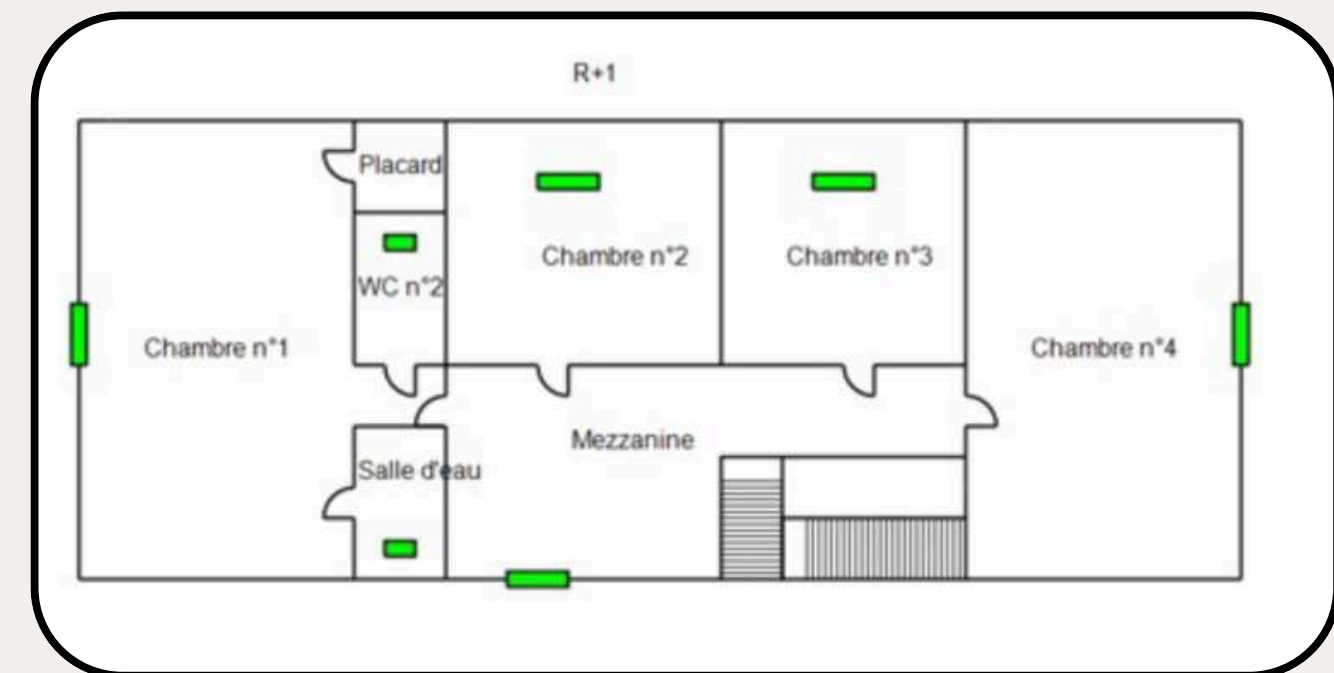 R+1
Placard
WC n°2
Chambre n°2
Chambre n°3
Chambre n°1
Chambre n°4
Mezzanine
Salle d'eau